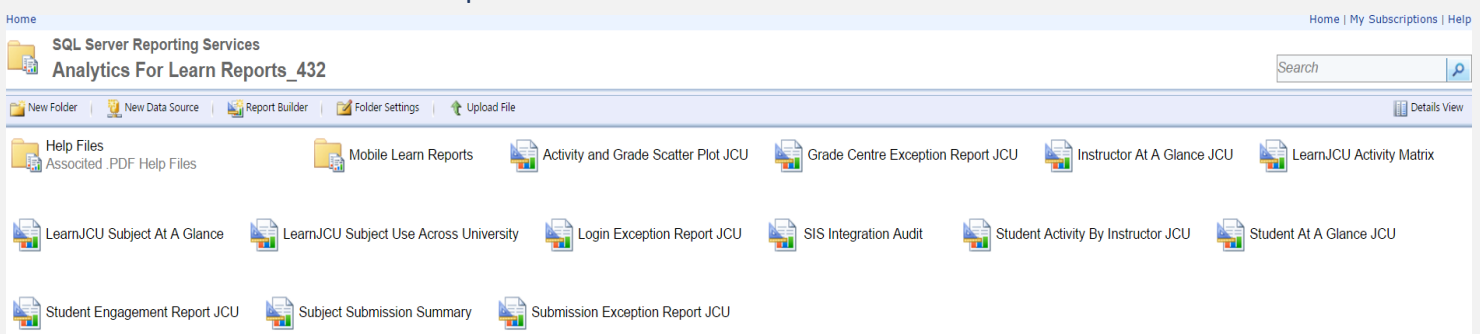 Home
Home | My Subscriptions | Help
SQL Server Reporting Services
Analytics For Learn Reports_432
Search
New Folder | New Data Source | Report Builder | Folder Settings | Upload File
Details View
Help Files
Associted .PDF Help Files
Mobile Learn Reports
Activity and Grade Scatter Plot JCU
Grade Centre Exception Report JCU
Instructor At A Glance JCU
LearnJCU Activity Matrix
LearnJCU Subject At A Glance
LearnJCU Subject Use Across University
Login Exception Report JCU
SIS Integration Audit
Student Activity By Instructor JCU
Student At A Glance JCU
Student Engagement Report JCU
Subject Submission Summary
Submission Exception Report JCU